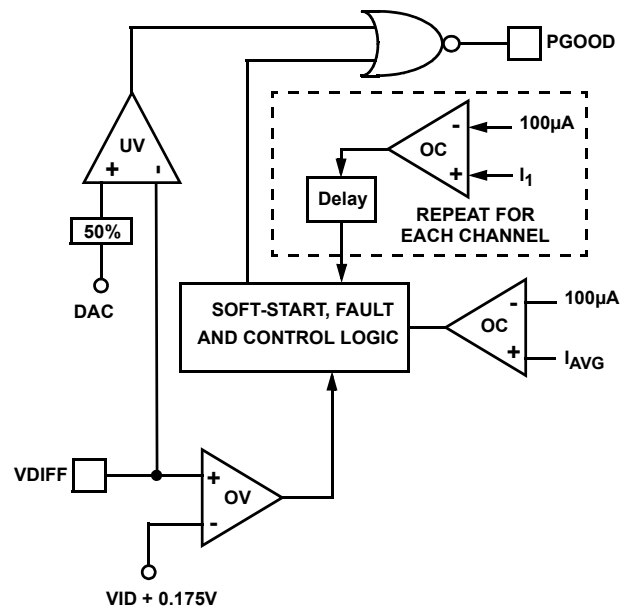 PGOOD
UV
+ -
50%
DAC
- 100µA
OC
+ I1
Delay
REPEAT FOR
EACH CHANNEL
SOFT-START, FAULT
AND CONTROL LOGIC
- 100µA
OC
+ IAVG
VDIFF
+
OV
-
VID + 0.175V